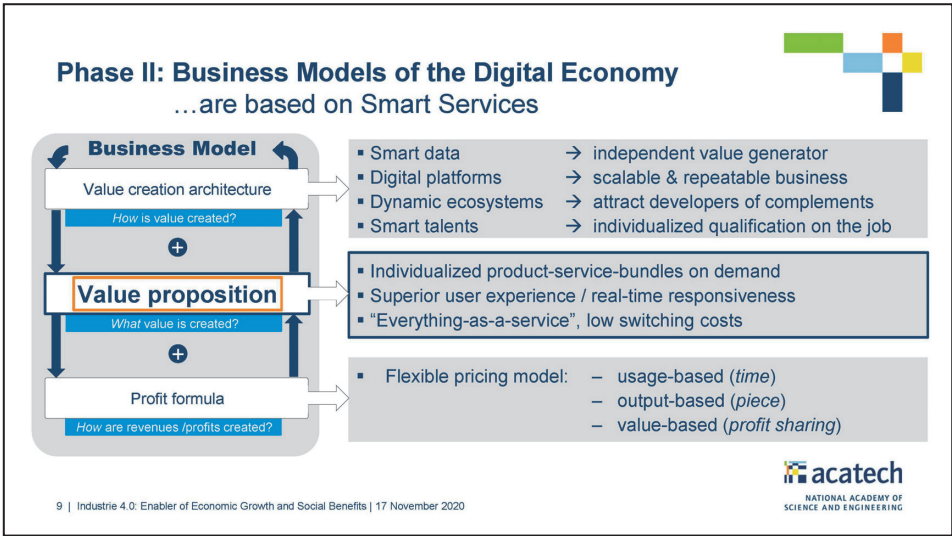 Phase II: Business Models of the Digital Economy
…are based on Smart Services
Business Model
Value creation architecture
How is value created?
+
Value proposition
What value is created?
+
Profit formula
How are revenues /profits created?
▪ Smart data → independent value generator
▪ Digital platforms → scalable & repeatable business
▪ Dynamic ecosystems → attract developers of complements
▪ Smart talents → individualized qualification on the job
▪ Individualized product-service-bundles on demand
▪ Superior user experience / real-time responsiveness
▪ “Everything-as-a-service”, low switching costs
▪ Flexible pricing model: – usage-based (time)
– output-based (piece)
– value-based (profit sharing)
acatech
NATIONAL ACADEMY OF
SCIENCE AND ENGINEERING
9 | Industrie 4.0: Enabler of Economic Growth and Social Benefits | 17 November 2020